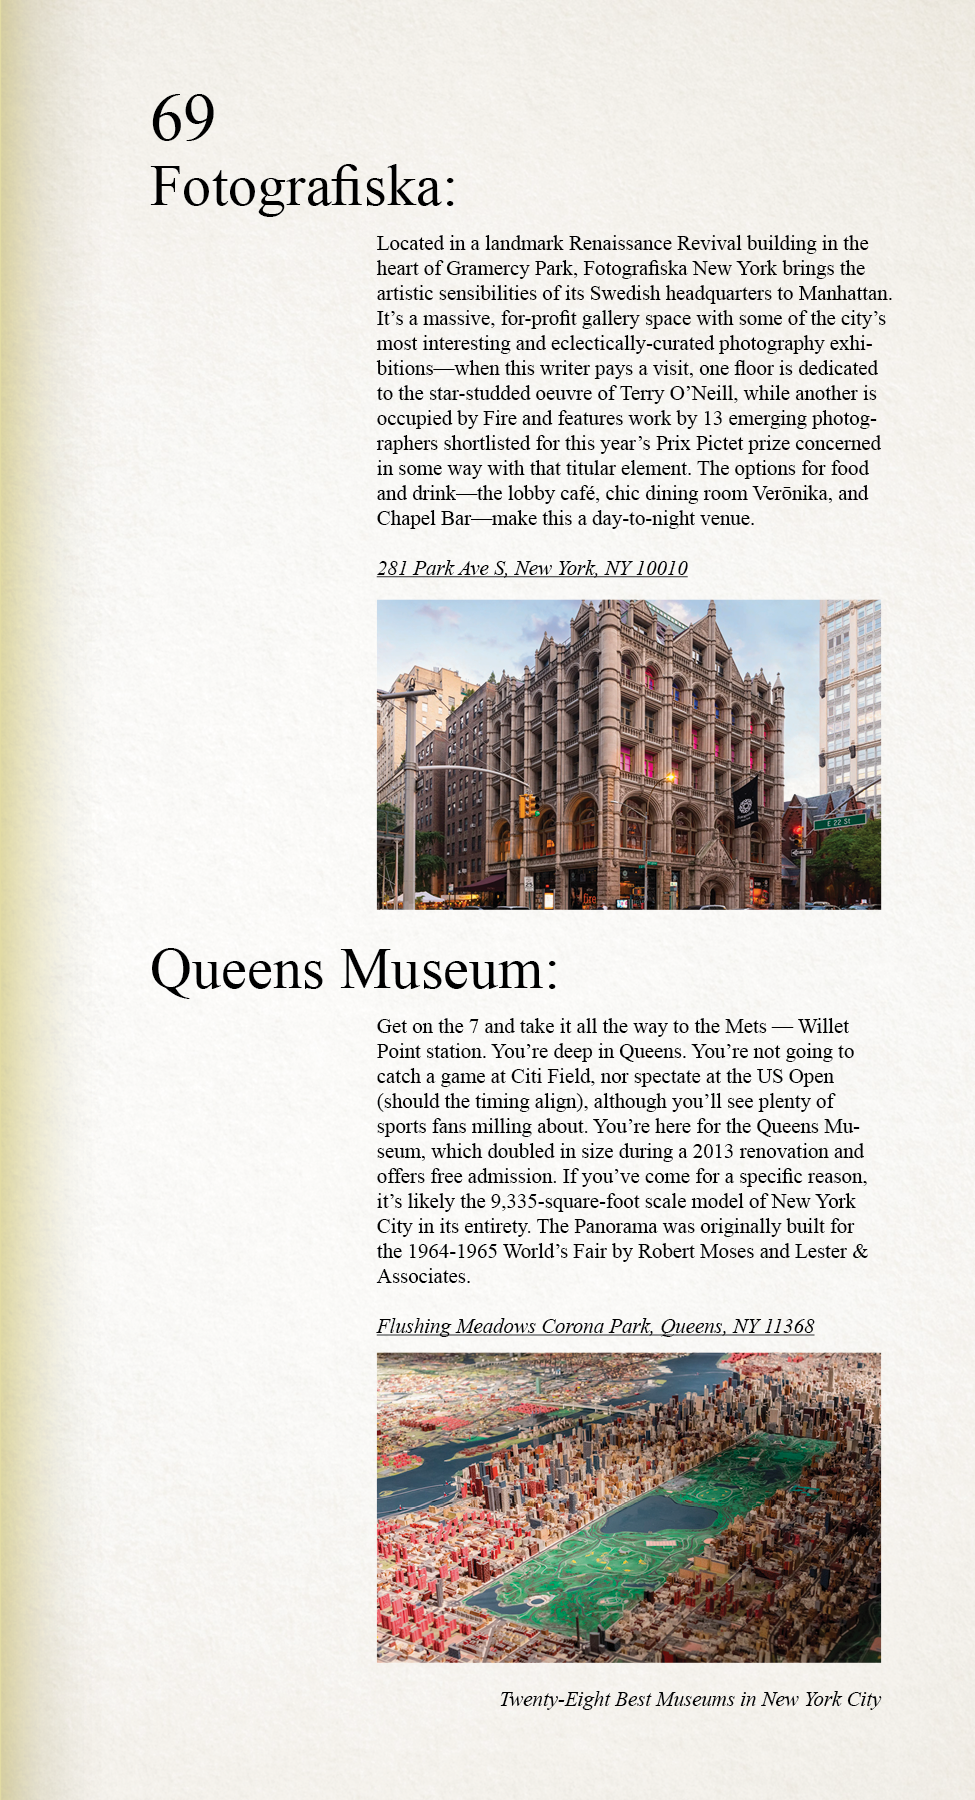 69
Fotografiska:
Located in a landmark Renaissance Revival building in the
heart of Gramercy Park, Fotografiska New York brings the
artistic sensibilities of its Swedish headquarters to Manhattan.
It’s a massive, for-profit gallery space with some of the city’s
most interesting and eclectically-curated photography exhi-
bitions—when this writer pays a visit, one floor is dedicated
to the star-studded oeuvre of Terry O’Neill, while another is
occupied by Fire and features work by 13 emerging photog-
raphers shortlisted for this year’s Prix Pictet prize concerned
in some way with that titular element. The options for food
and drink—the lobby café, chic dining room Verōnika, and
Chapel Bar—make this a day-to-night venue.
281 Park Ave S, New York, NY 10010
E 22 St
fire
Queens Museum:
Get on the 7 and take it all the way to the Mets — Willet
Point station. You’re deep in Queens. You’re not going to
catch a game at Citi Field, nor spectate at the US Open
(should the timing align), although you’ll see plenty of
sports fans milling about. You’re here for the Queens Mu-
seum, which doubled in size during a 2013 renovation and
offers free admission. If you’ve come for a specific reason,
it’s likely the 9,335-square-foot scale model of New York
City in its entirety. The Panorama was originally built for
the 1964-1965 World’s Fair by Robert Moses and Lester &
Associates.
Flushing Meadows Corona Park, Queens, NY 11368
Twenty-Eight Best Museums in New York City